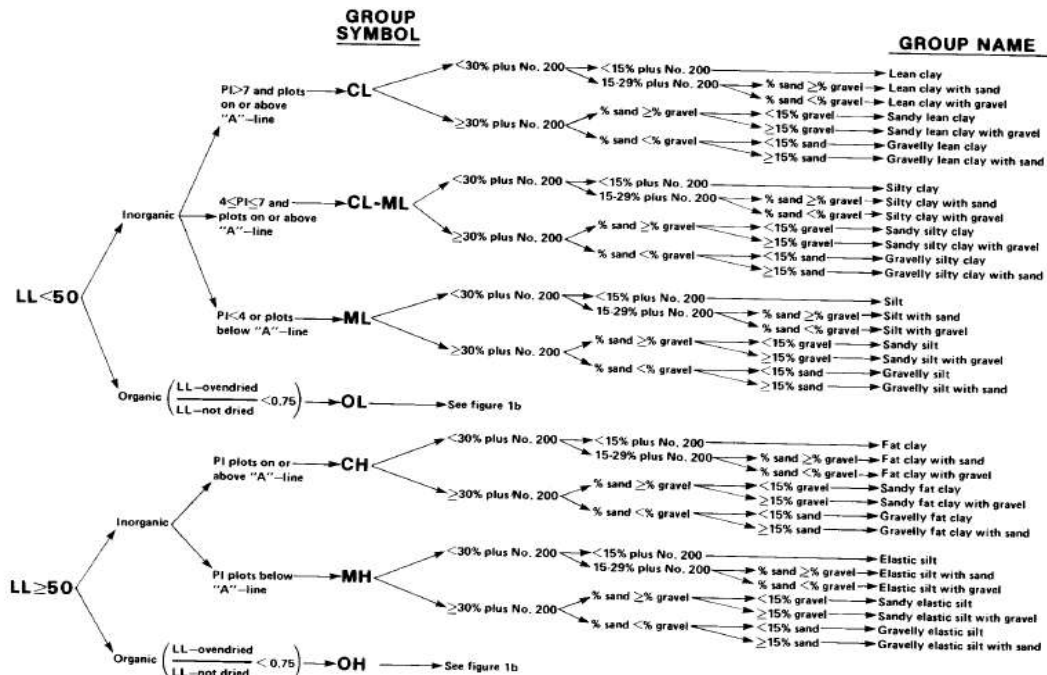 GROUP
SYMBOL
GROUP NAME
LL<50
Inorganic
PI>7 and plots
on or above
"A"-line
CL
<30% plus No. 200
<15% plus No. 200
Lean clay
15-29% plus No. 200
% sand ≥% gravel
Lean clay with sand
% sand <% gravel
Lean clay with gravel
≥30% plus No. 200
% sand ≥% gravel
<15% gravel
Sandy lean clay
≥15% gravel
Sandy lean clay with gravel
% sand <% gravel
<15% sand
Gravelly lean clay
≥15% sand
Gravelly lean clay with sand
4≤PI≤7 and
plots on or above
"A"-line
CL-ML
<30% plus No. 200
<15% plus No. 200
Silty clay
15-29% plus No. 200
% sand ≥% gravel
Silty clay with sand
% sand <% gravel
Silty clay with gravel
≥30% plus No. 200
% sand ≥% gravel
<15% gravel
Sandy silty clay
≥15% gravel
Sandy silty clay with gravel
% sand <% gravel
<15% sand
Gravelly silty clay
≥15% sand
Gravelly silty clay with sand
PI<4 or plots
below "A"-line
ML
<30% plus No. 200
<15% plus No. 200
Silt
15-29% plus No. 200
% sand ≥% gravel
Silt with sand
% sand <% gravel
Silt with gravel
≥30% plus No. 200
% sand ≥% gravel
<15% gravel
Sandy silt
≥15% gravel
Sandy silt with gravel
% sand <% gravel
<15% sand
Gravelly silt
≥15% sand
Gravelly silt with sand
Organic (LL-ovendried
LL-not dried <0.75)
OL
See figure 1b
LL≥50
Inorganic
PI plots on or
above "A"-line
CH
<30% plus No. 200
<15% plus No. 200
Fat clay
15-29% plus No. 200
% sand ≥% gravel
Fat clay with sand
% sand <% gravel
Fat clay with gravel
≥30% plus No. 200
% sand ≥% gravel
<15% gravel
Sandy fat clay
≥15% gravel
Sandy fat clay with gravel
% sand <% gravel
<15% sand
Gravelly fat clay
≥15% sand
Gravelly fat clay with sand
PI plots below
"A"-line
MH
<30% plus No. 200
<15% plus No. 200
Elastic silt
15-29% plus No. 200
% sand ≥% gravel
Elastic silt with sand
% sand <% gravel
Elastic silt with gravel
≥30% plus No. 200
% sand ≥% gravel
<15% gravel
Sandy elastic silt
≥15% gravel
Sandy elastic silt with gravel
% sand <% gravel
<15% sand
Gravelly elastic silt
≥15% sand
Gravelly elastic silt with sand
Organic (LL-ovendried
LL-not dried <0.75)
OH
See figure 1b